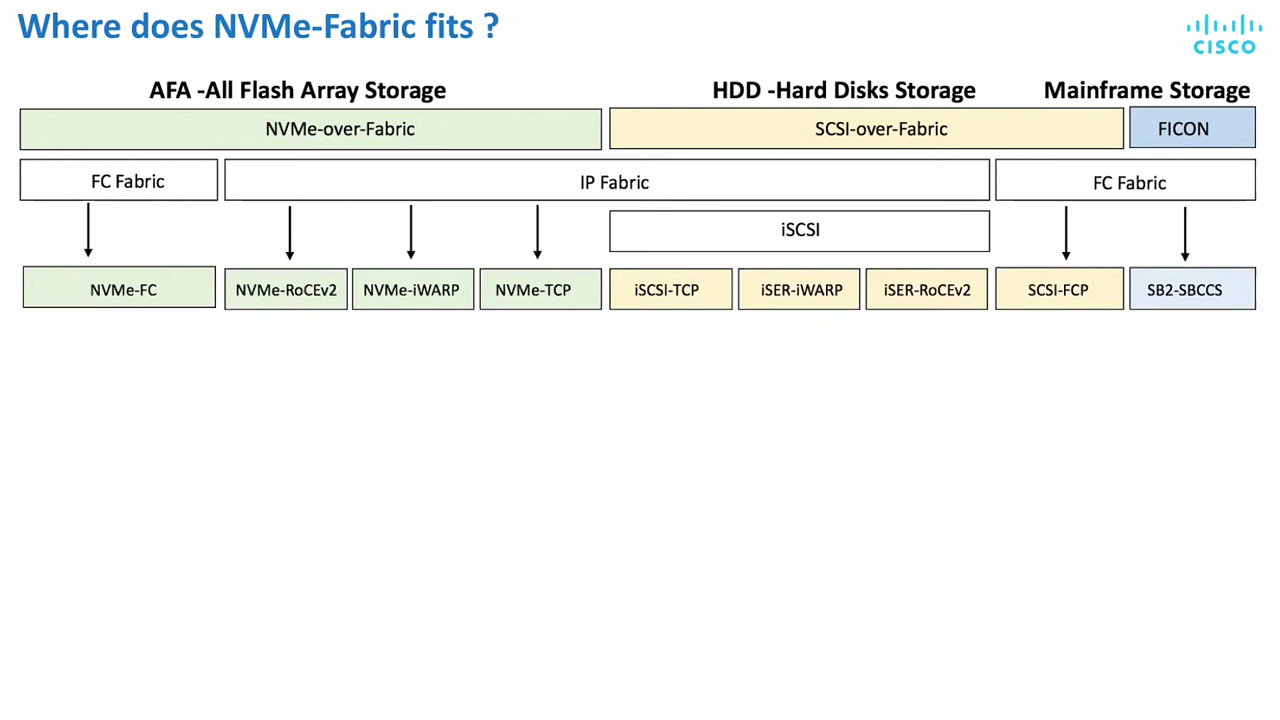 Where does NVMe-Fabric fits ?
CISCO
AFA -All Flash Array Storage
HDD -Hard Disks Storage
Mainframe Storage
NVMe-over-Fabric
SCSI-over-Fabric
FICON
FC Fabric
IP Fabric
FC Fabric
iSCSI
NVMe-FC
NVMe-RoCEv2
NVMe-iWARP
NVMe-TCP
iSCSI-TCP
iSER-iWARP
iSER-RoCEv2
SCSI-FCP
SB2-SBCCS